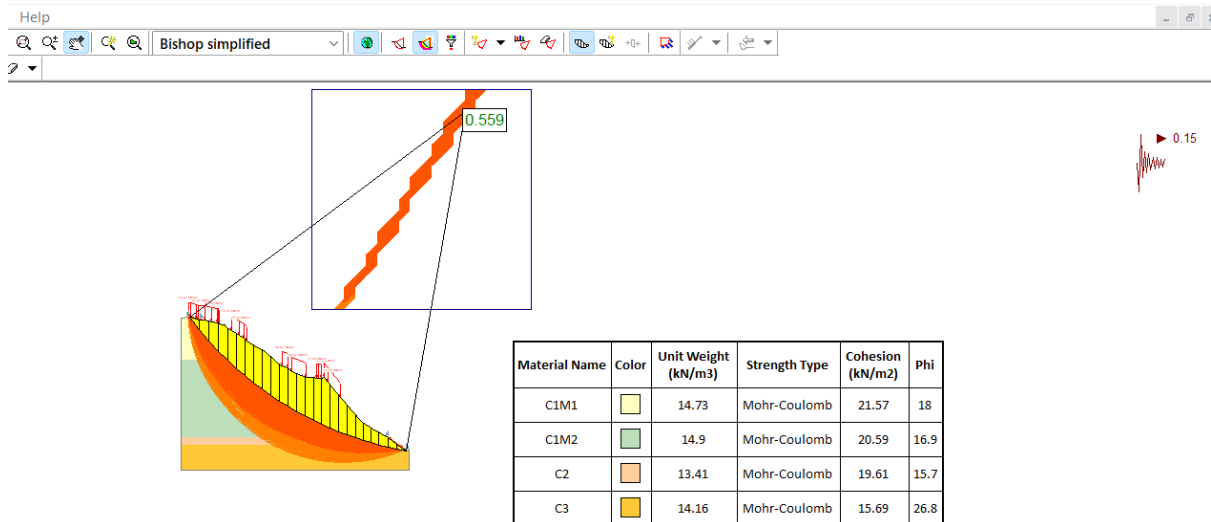 Help
Bishop simplified
0.559
0.15
Material Name Color Unit Weight (kN/m3) Strength Type Cohesion (kN/m2) Phi
C1M1 14.73 Mohr-Coulomb 21.57 18
C1M2 14.9 Mohr-Coulomb 20.59 16.9
C2 13.41 Mohr-Coulomb 19.61 15.7
C3 14.16 Mohr-Coulomb 15.69 26.8